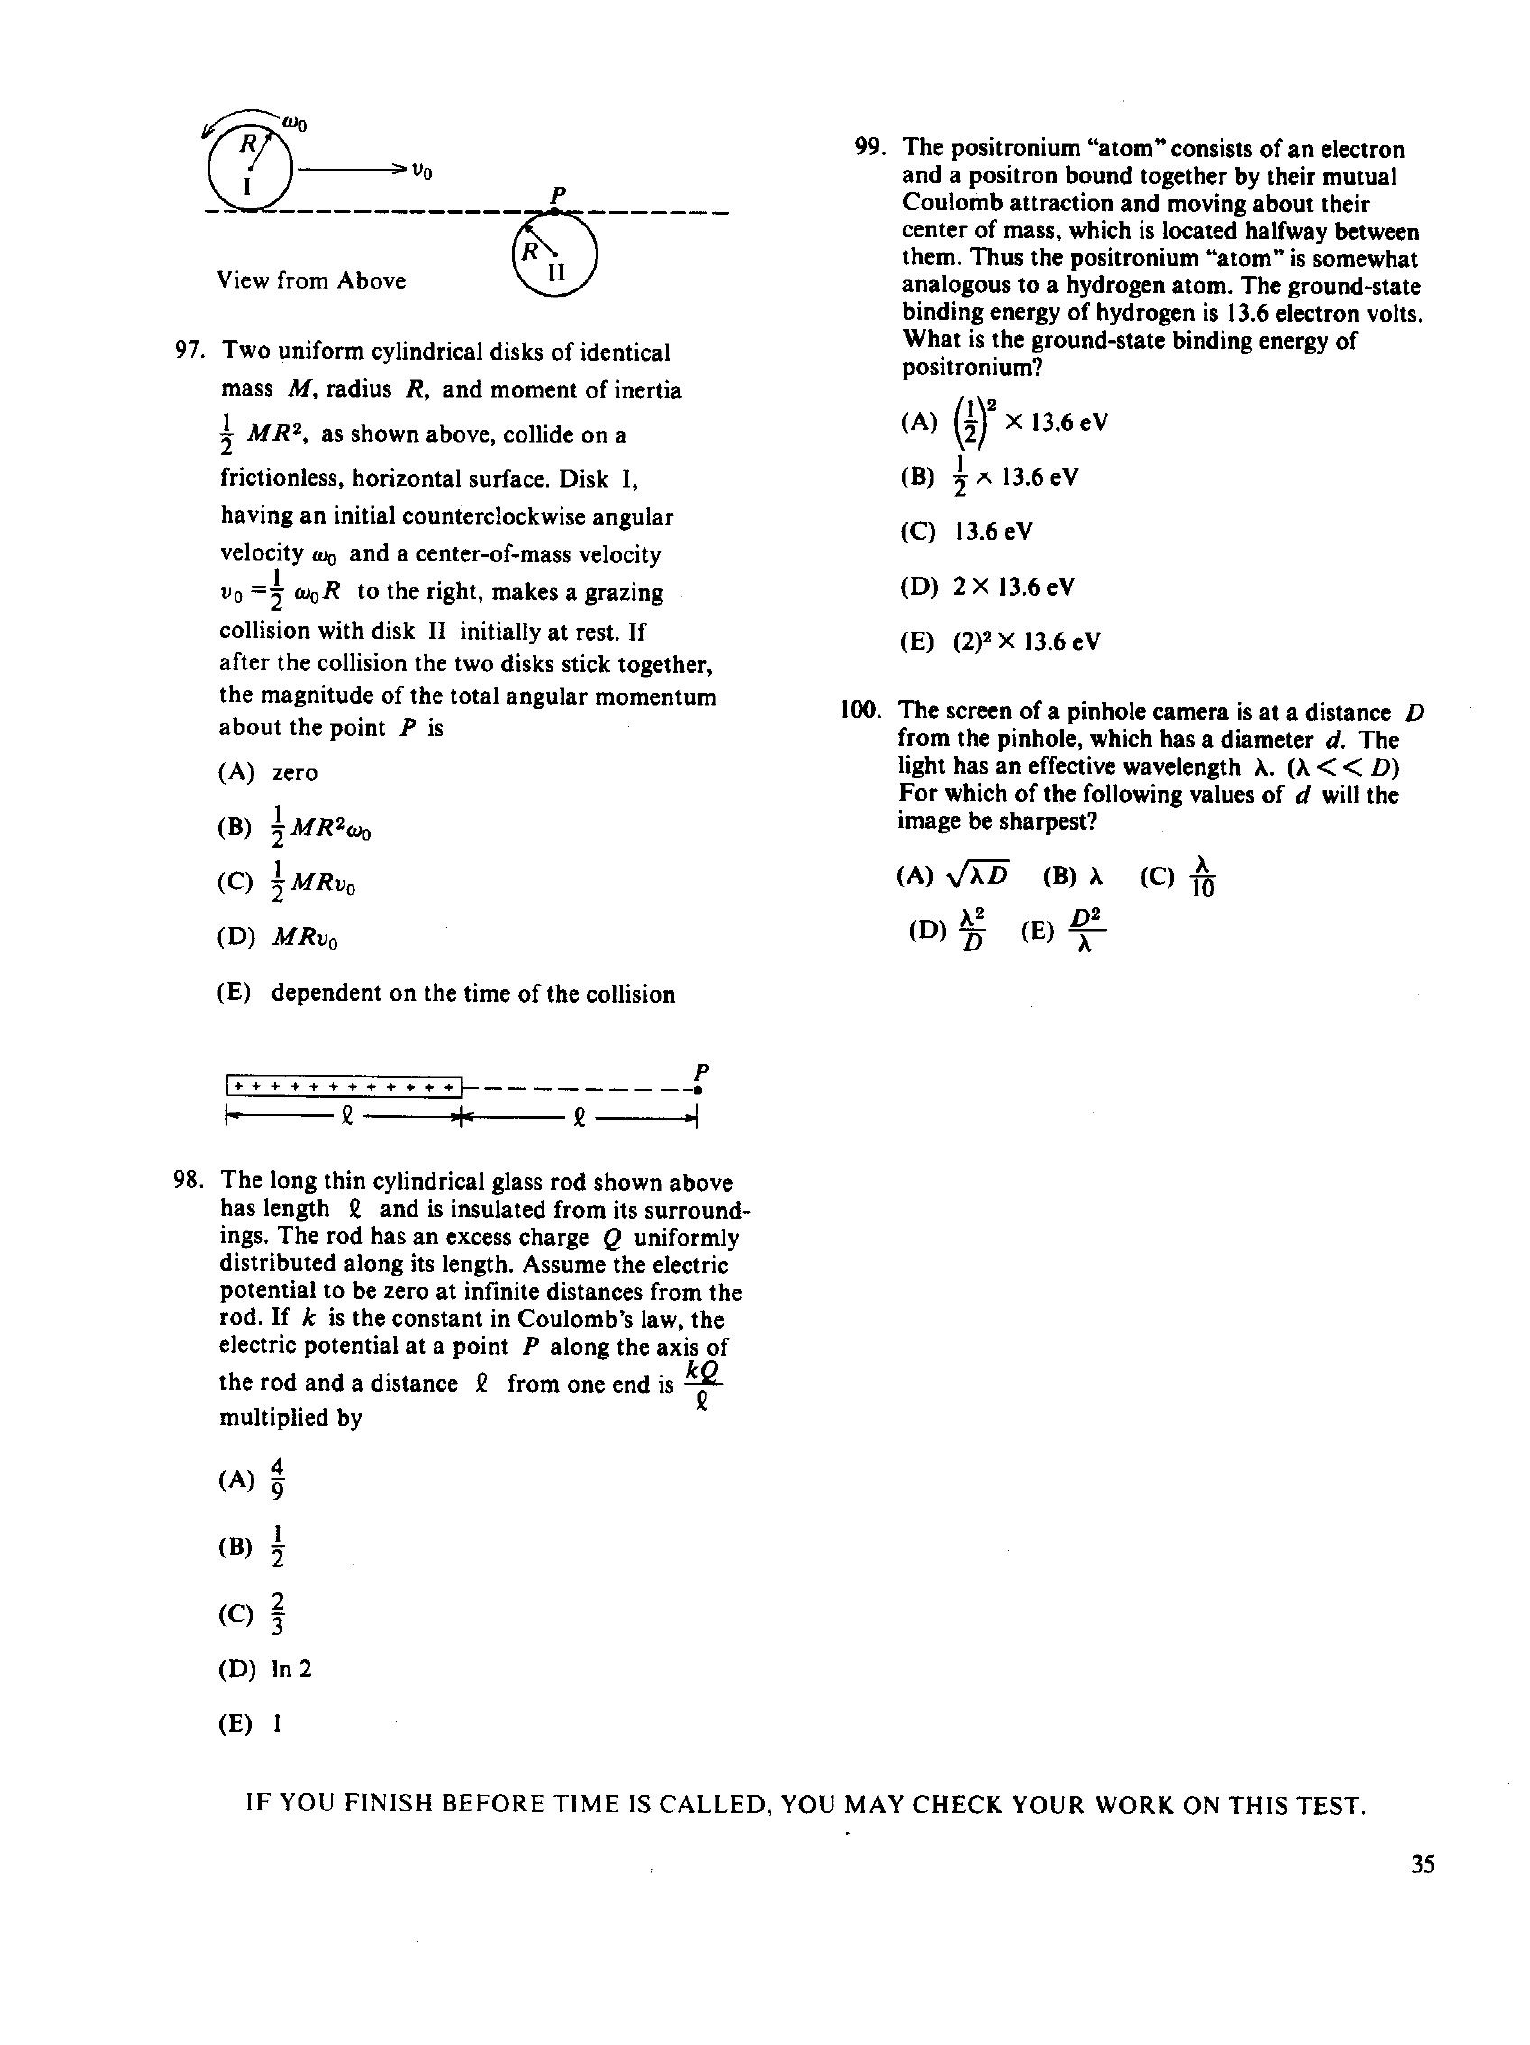 ω₀
R
I
v₀
P
R
II
View from Above
97. Two uniform cylindrical disks of identical
mass M, radius R, and moment of inertia
1/2 MR², as shown above, collide on a
frictionless, horizontal surface. Disk I,
having an initial counterclockwise angular
velocity ω₀ and a center-of-mass velocity
v₀ = 1/2 ω₀R to the right, makes a grazing
collision with disk II initially at rest. If
after the collision the two disks stick together,
the magnitude of the total angular momentum
about the point P is
(A) zero
(B) 1/2 MR²ω₀
(C) 1/2 MRv₀
(D) MRv₀
(E) dependent on the time of the collision
+ + + + + + + + + + + +
P
ℓ
ℓ
98. The long thin cylindrical glass rod shown above
has length ℓ and is insulated from its surround-
ings. The rod has an excess charge Q uniformly
distributed along its length. Assume the electric
potential to be zero at infinite distances from the
rod. If k is the constant in Coulomb's law, the
electric potential at a point P along the axis of
the rod and a distance ℓ from one end is kQ/ℓ
multiplied by
(A) 4/9
(B) 1/2
(C) 2/3
(D) ln 2
(E) 1
99. The positronium "atom" consists of an electron
and a positron bound together by their mutual
Coulomb attraction and moving about their
center of mass, which is located halfway between
them. Thus the positronium "atom" is somewhat
analogous to a hydrogen atom. The ground-state
binding energy of hydrogen is 13.6 electron volts.
What is the ground-state binding energy of
positronium?
(A) (1/2)² × 13.6 eV
(B) 1/2 × 13.6 eV
(C) 13.6 eV
(D) 2 × 13.6 eV
(E) (2)² × 13.6 eV
100. The screen of a pinhole camera is at a distance D
from the pinhole, which has a diameter d. The
light has an effective wavelength λ. (λ << D)
For which of the following values of d will the
image be sharpest?
(A) √λD (B) λ (C) λ/10
(D) λ²/D (E) D²/λ
IF YOU FINISH BEFORE TIME IS CALLED, YOU MAY CHECK YOUR WORK ON THIS TEST.
35